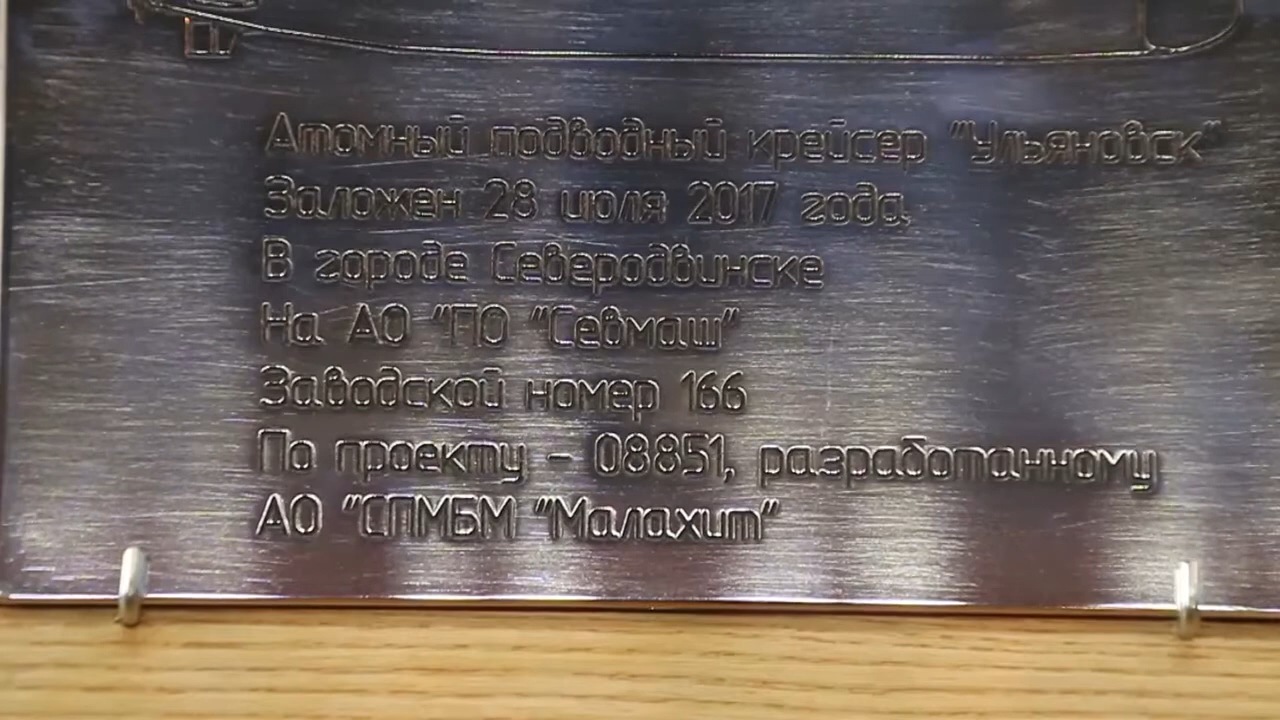 Атомный подводный крейсер "Ульяновск"
Заложен 28 июля 2017 года,
В городе Северодвинске
На АО "ПО "Севмаш"
Заводской номер 166
По проекту - 08851, разработанному
АО "СПМБМ "Малахит"